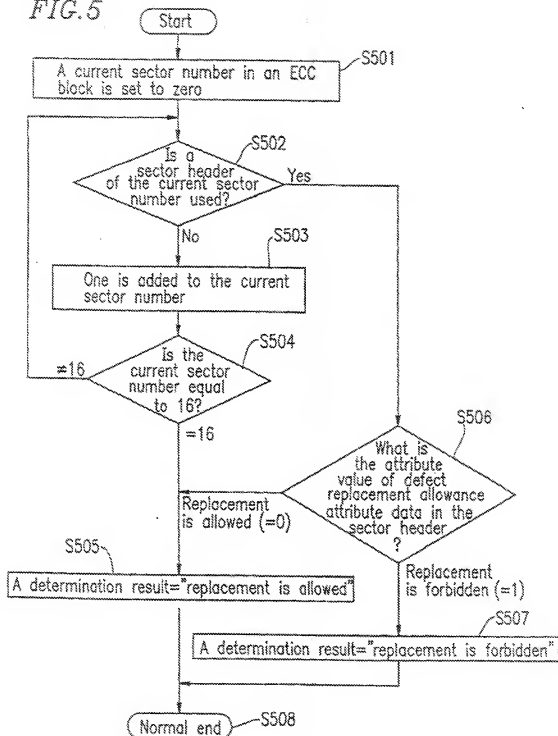 FIG.5
Start
S501
A current sector number in an ECC
block is set to zero
S502
Is a
sector header
of the current sector
number used?
Yes
No
S503
One is added to the current
sector number
S504
Is the
current sector
number equal
to 16?
≠16
=16
S506
What is
the attribute
value of defect
replacement allowance
attribute data in the
sector header
?
Replacement
is allowed (=0)
Replacement
is forbidden (=1)
S505
A determination result="replacement is allowed"
S507
A determination result="replacement is forbidden"
Normal end
S508